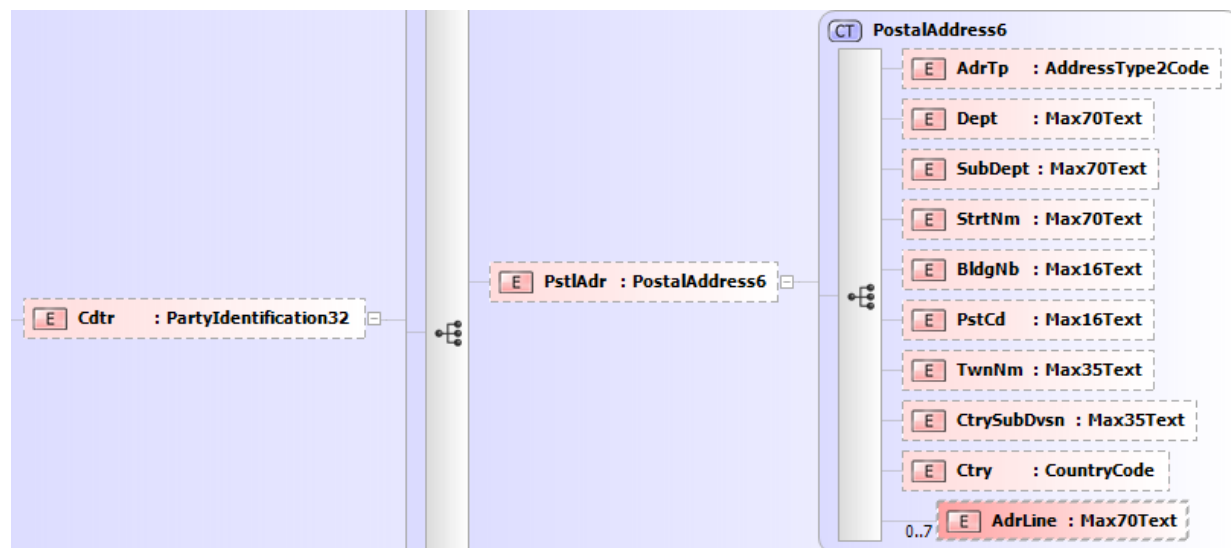 CT PostalAddress6
E AdrTp : AddressType2Code
E Dept : Max70Text
E SubDept : Max70Text
E StrtNm : Max70Text
E BldgNb : Max16Text
E PstlAdr : PostalAddress6
E Cdtr : PartyIdentification32
E PstCd : Max16Text
E TwnNm : Max35Text
E CtrySubDvsn : Max35Text
E Ctry : CountryCode
0..7 E AdrLine : Max70Text